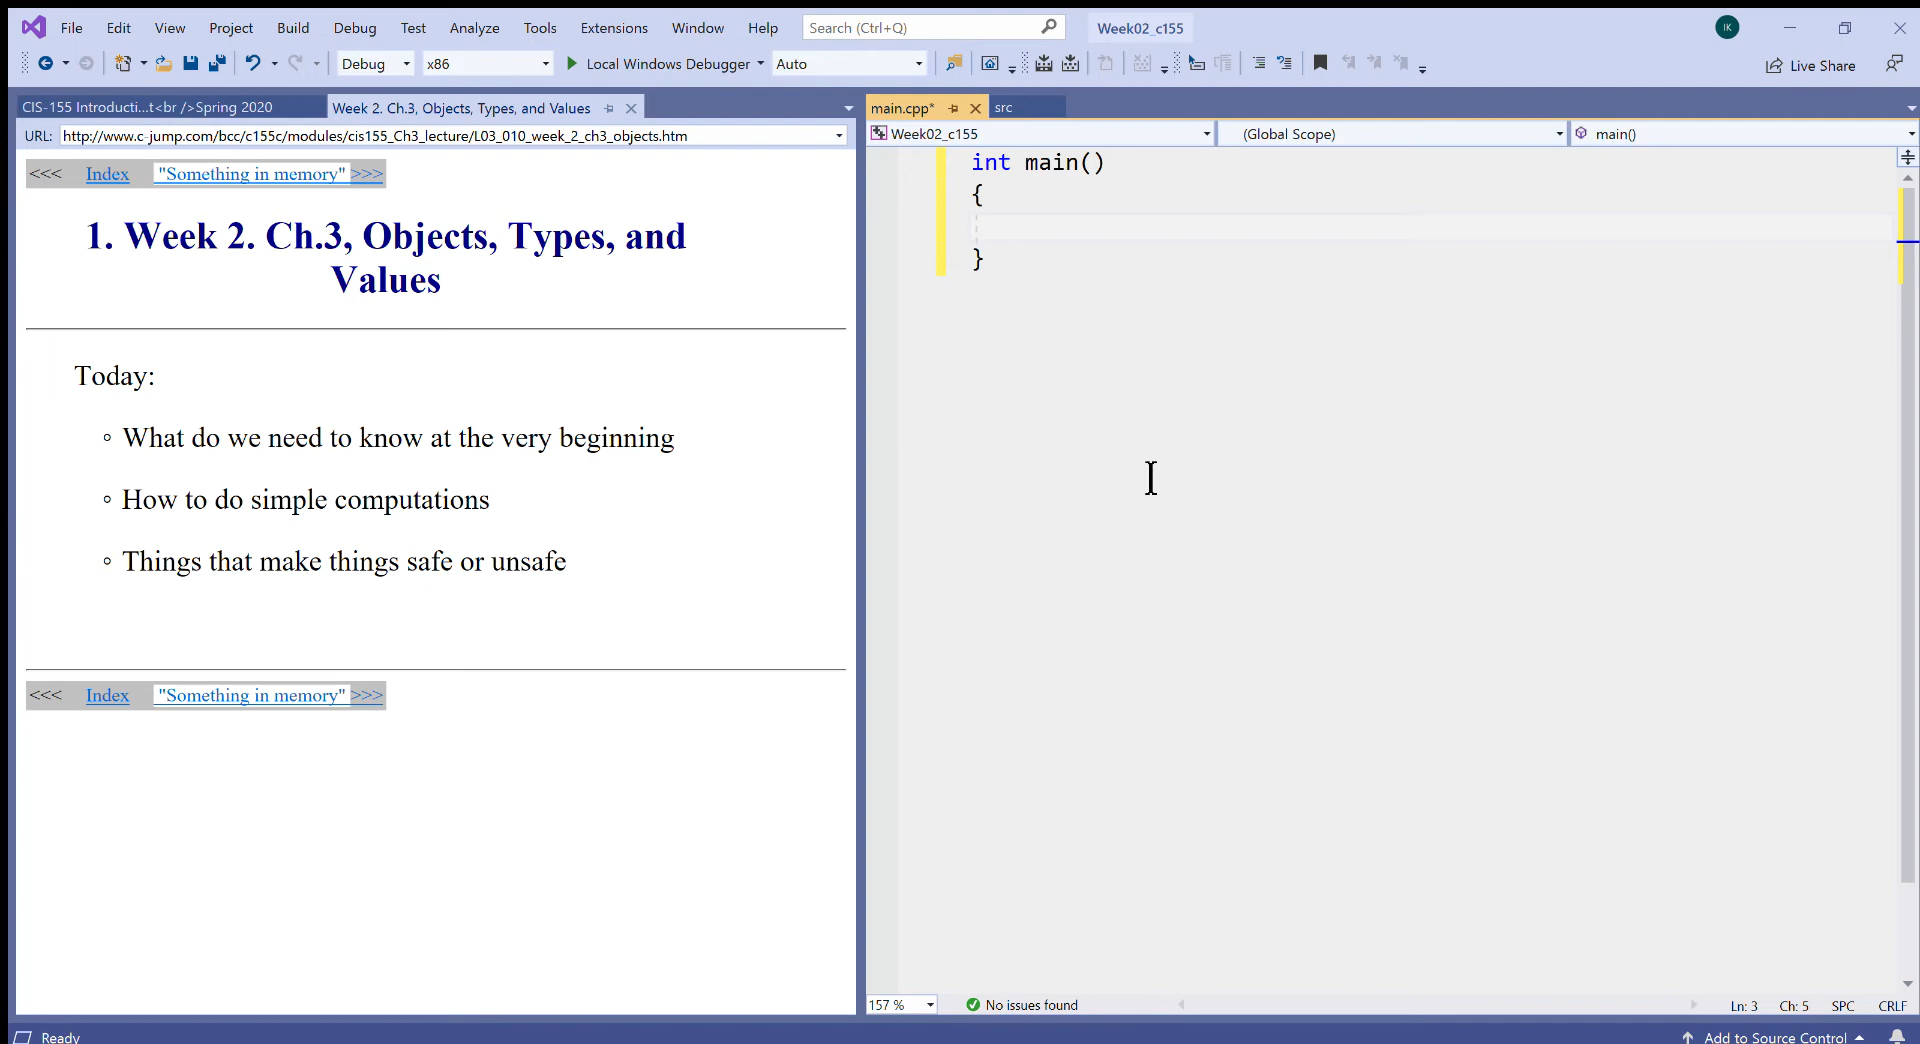 File Edit View Project Build Debug Test Analyze Tools Extensions Window Help Search (Ctrl+Q) Week02_c155 IK
Debug x86 Local Windows Debugger Auto Live Share
CIS-155 Introducti...t<br />Spring 2020 Week 2. Ch.3, Objects, Types, and Values main.cpp* src
URL: http://www.c-jump.com/bcc/c155c/modules/cis155_Ch3_lecture/L03_010_week_2_ch3_objects.htm
Week02_c155 (Global Scope) main()
<<< Index "Something in memory" >>>
1. Week 2. Ch.3, Objects, Types, and
Values
Today:
◦ What do we need to know at the very beginning
◦ How to do simple computations
◦ Things that make things safe or unsafe
<<< Index "Something in memory" >>>
int main()
{
}
157 % No issues found Ln: 3 Ch: 5 SPC CRLF
Ready Add to Source Control